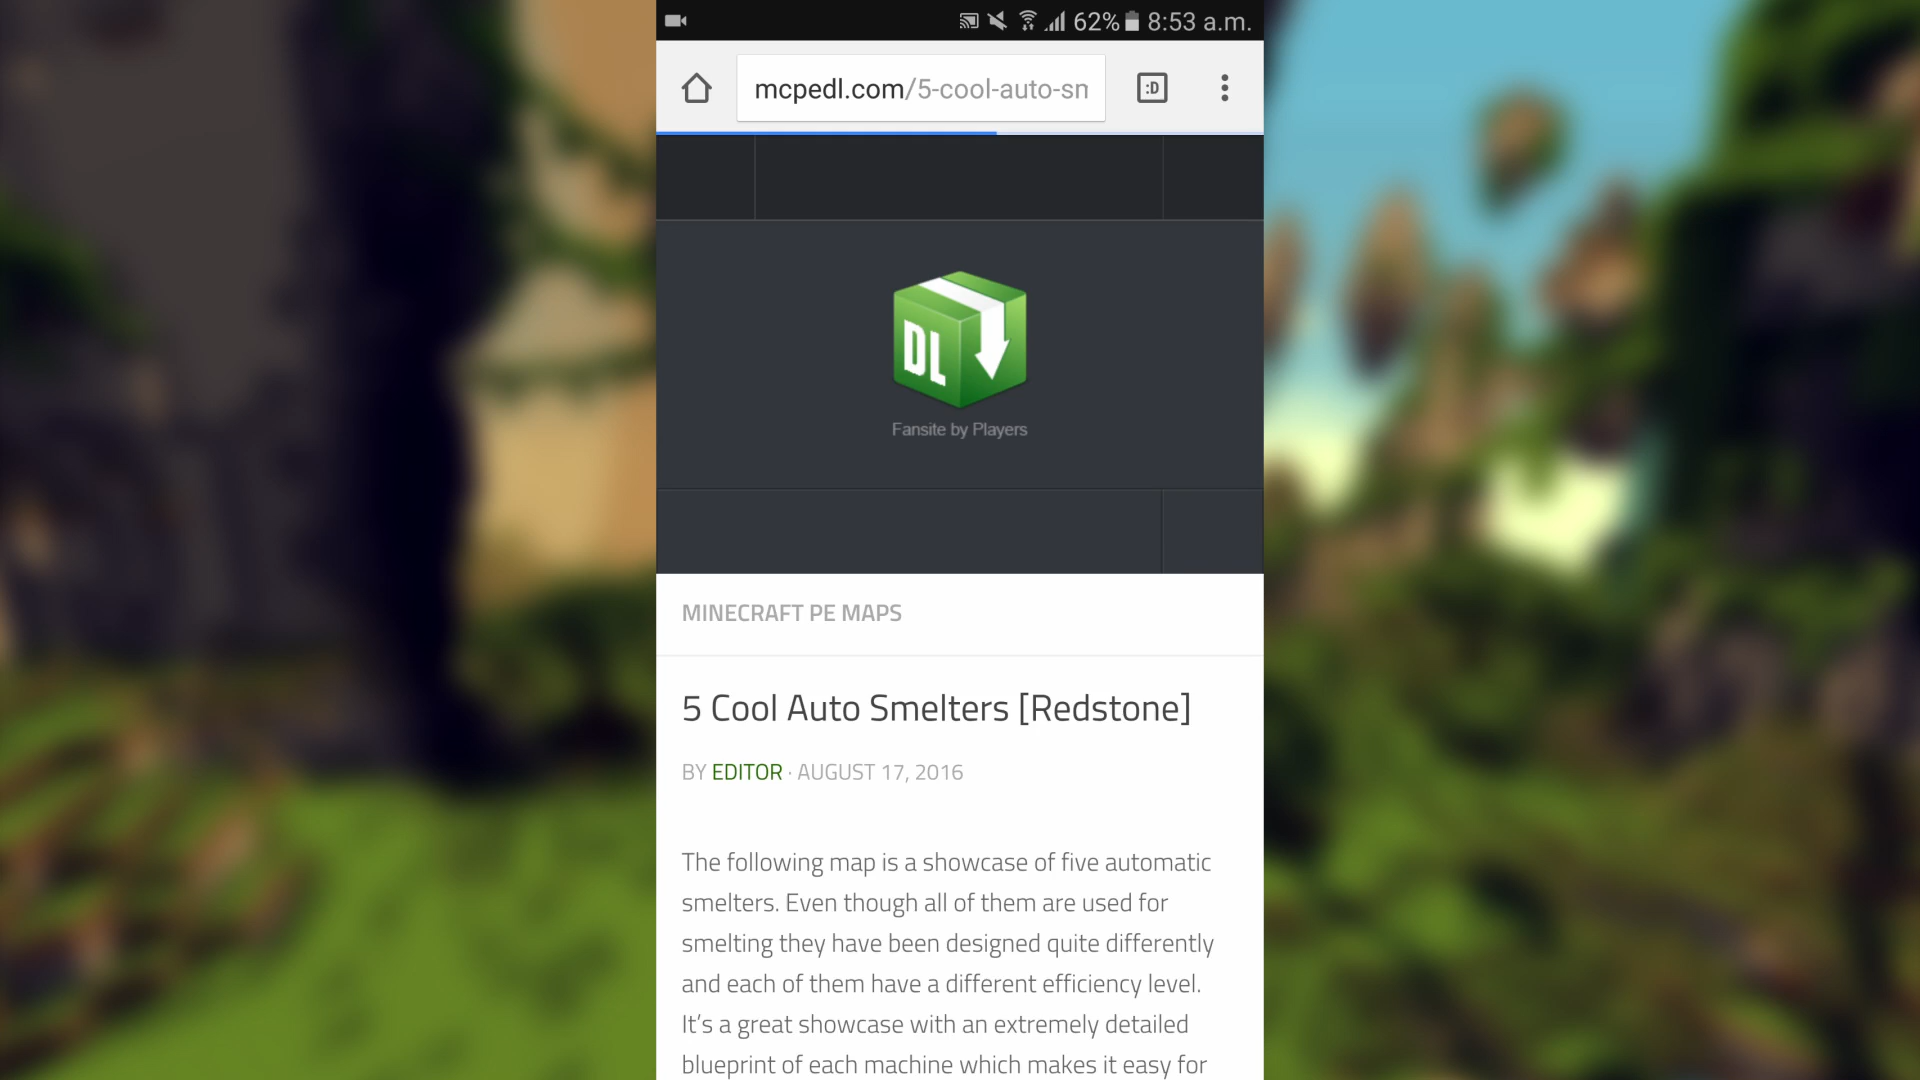 62% 8:53 a.m.
mcpedl.com/5-cool-auto-sm
:D
DL
Fansite by Players
MINECRAFT PE MAPS
5 Cool Auto Smelters [Redstone]
BY EDITOR · AUGUST 17, 2016
The following map is a showcase of five automatic
smelters. Even though all of them are used for
smelting they have been designed quite differently
and each of them have a different efficiency level.
It’s a great showcase with an extremely detailed
blueprint of each machine which makes it easy for